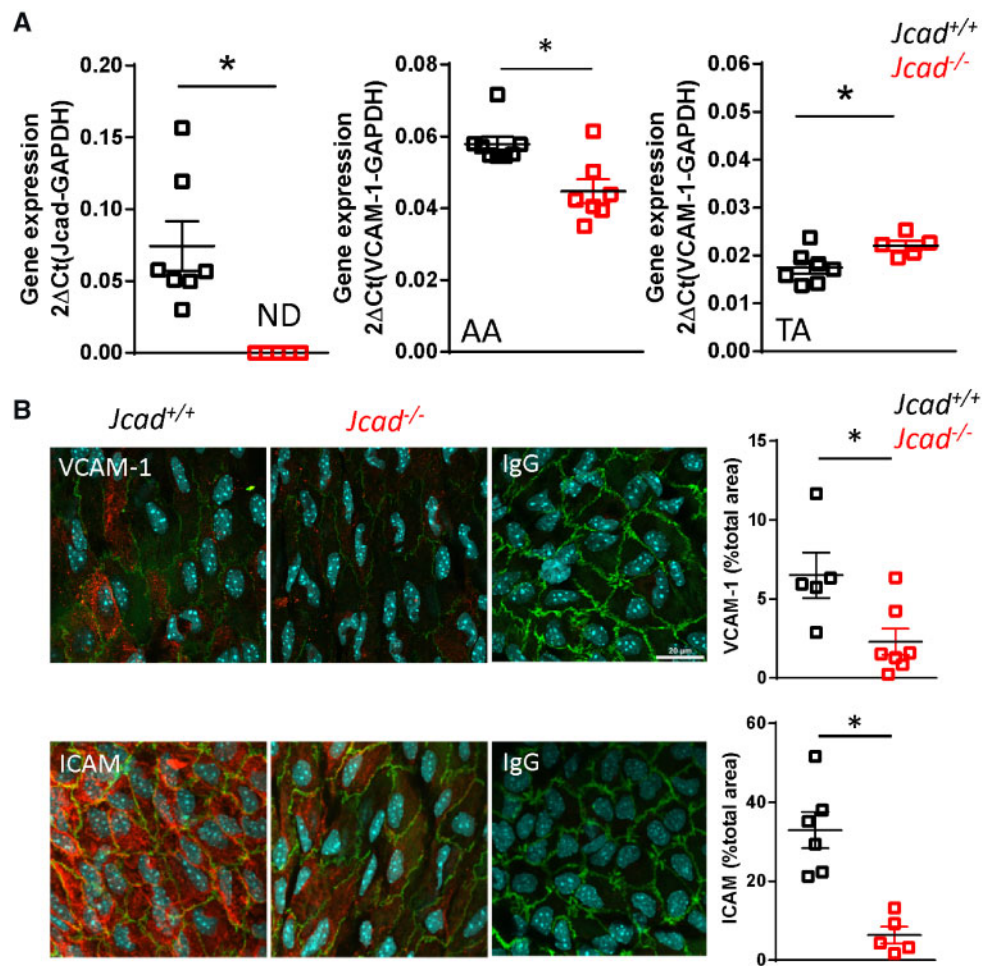 A
Jcad+/+
Jcad-/-
Gene expression
2ΔCt(Jcad-GAPDH)
0.20
0.15
0.10
0.05
0.00
*
ND
Gene expression
2ΔCt(VCAM-1-GAPDH)
0.08
0.06
0.04
0.02
0.00
*
AA
Gene expression
2ΔCt(VCAM-1-GAPDH)
0.06
0.05
0.04
0.03
0.02
0.01
0.00
*
TA
B
Jcad+/+
Jcad-/-
Jcad+/+
Jcad-/-
VCAM-1
IgG
20 µm
VCAM-1 (%total area)
15
10
5
0
*
ICAM
IgG
ICAM (%total area)
60
40
20
0
*